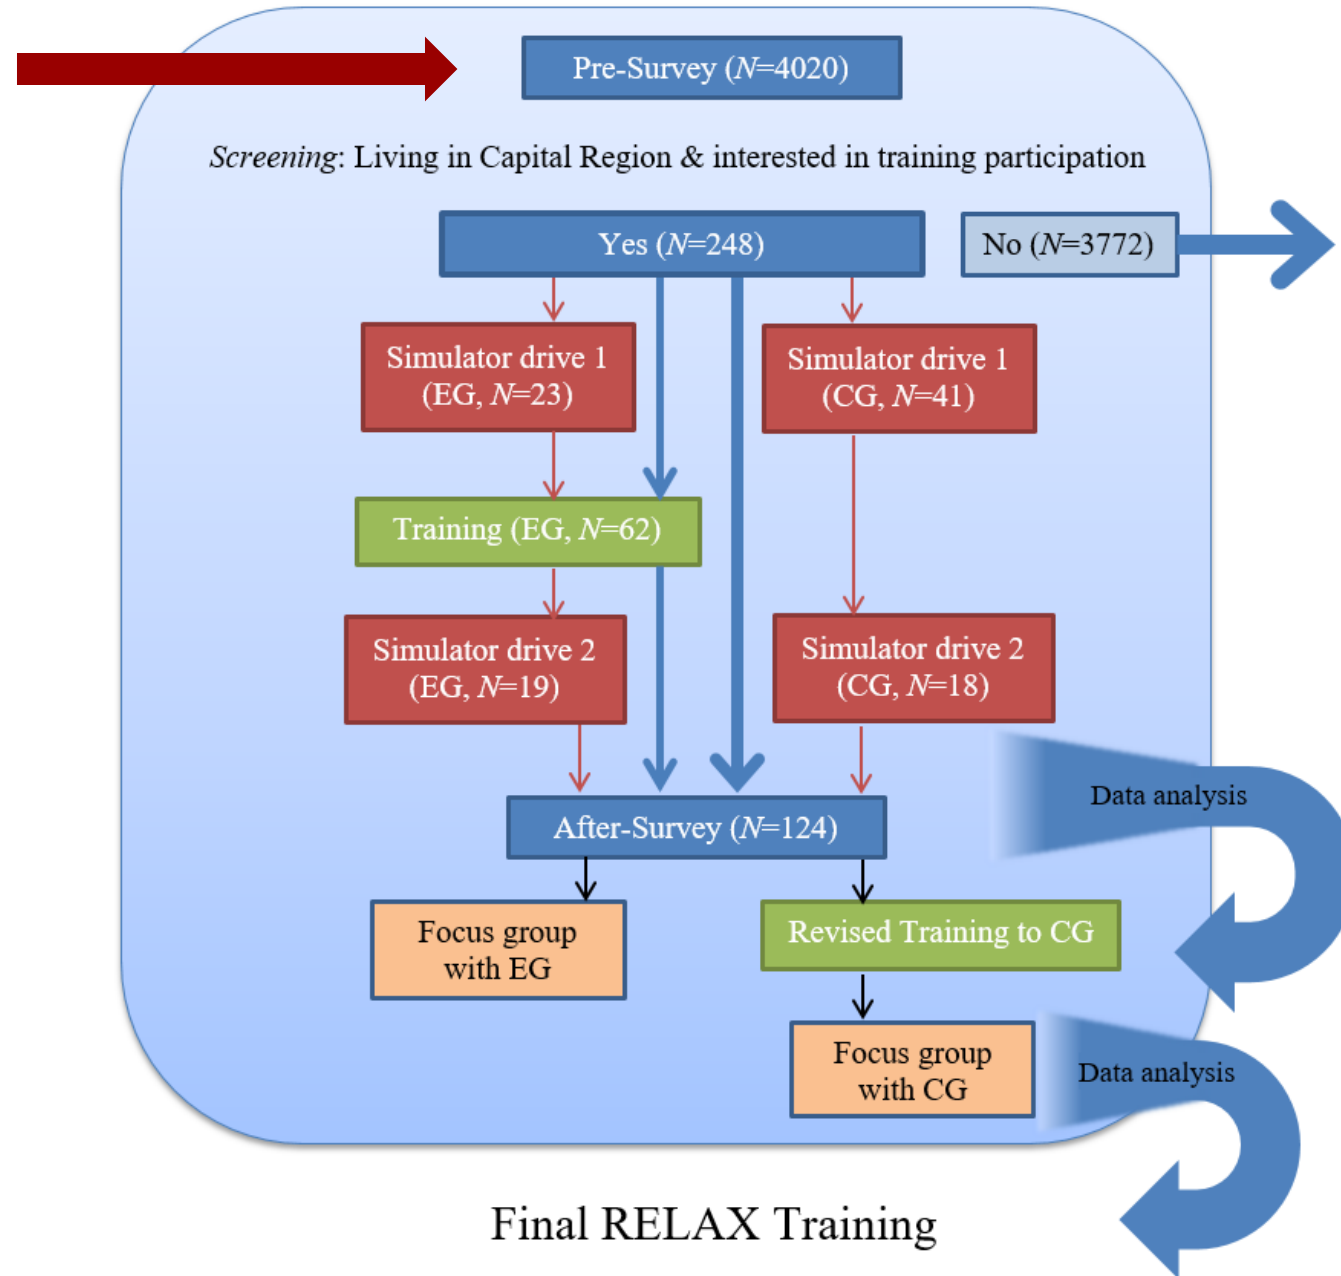 Pre-Survey (N=4020)
Screening: Living in Capital Region & interested in training participation
Yes (N=248)
No (N=3772)
Simulator drive 1
(EG, N=23)
Simulator drive 1
(CG, N=41)
Training (EG, N=62)
Simulator drive 2
(EG, N=19)
Simulator drive 2
(CG, N=18)
Data analysis
After-Survey (N=124)
Focus group
with EG
Revised Training to CG
Focus group
with CG
Data analysis
Final RELAX Training